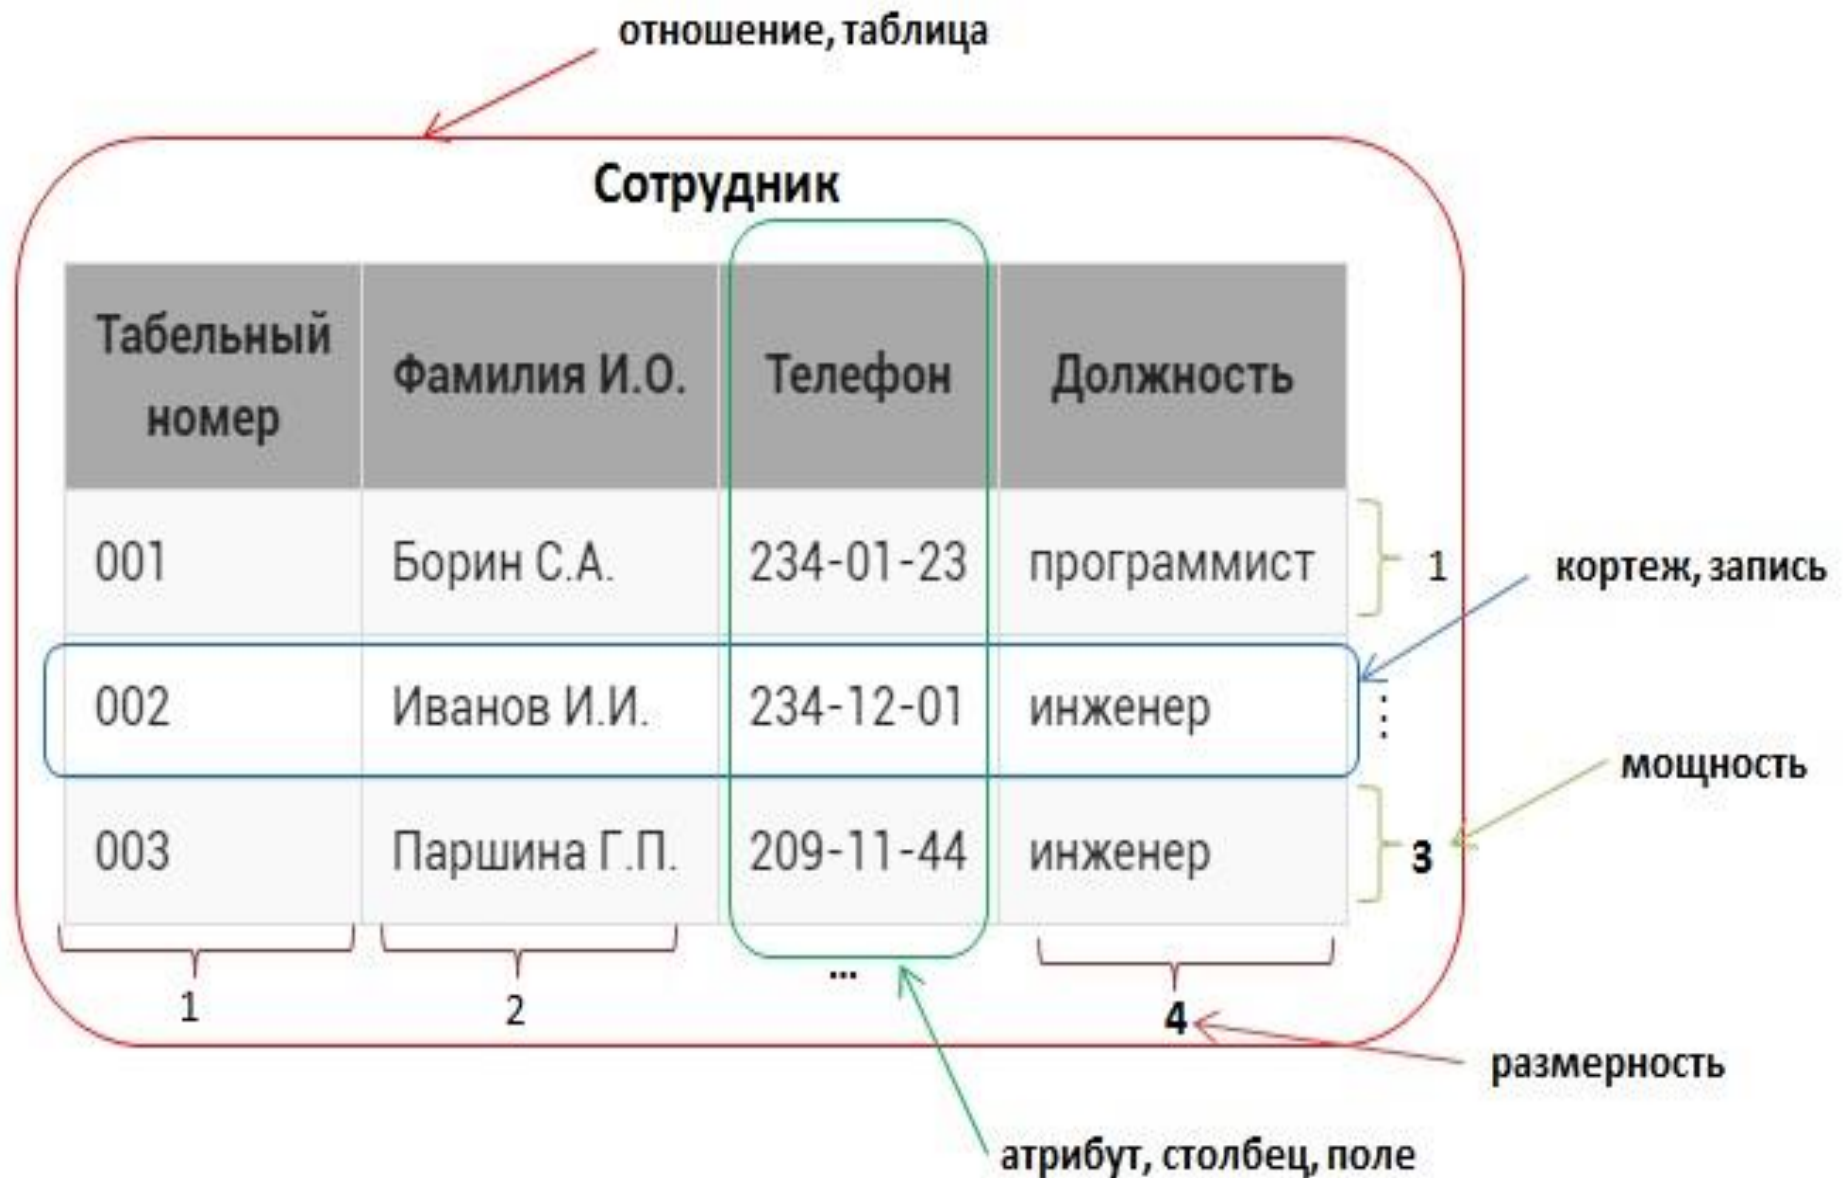 отношение, таблица
Сотрудник
Табельный номер Фамилия И.О. Телефон Должность
001 Борин С.А. 234-01-23 программист 1
кортеж, запись
002 Иванов И.И. 234-12-01 инженер ...
мощность
003 Паршина Г.П. 209-11-44 инженер 3
1 2 ... 4
размерность
атрибут, столбец, поле